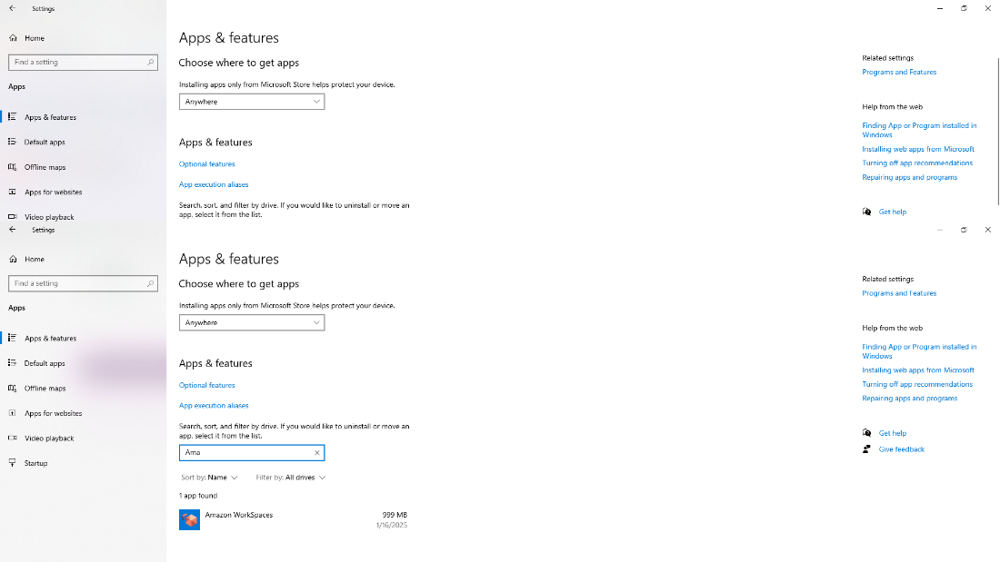 Settings
Home
Find a setting
Apps
Apps & features
Default apps
Offline maps
Apps for websites
Video playback
Apps & features
Choose where to get apps
Installing apps only from Microsoft Store helps protect your device.
Anywhere
Apps & features
Optional features
App execution aliases
Search, sort, and filter by drive. If you would like to uninstall or move an
app, select it from the list.
Related settings
Programs and Features
Help from the web
Finding App or Program installed in
Windows
Installing web apps from Microsoft
Turning off app recommendations
Repairing apps and programs
Get help
Settings
Home
Find a setting
Apps
Apps & features
Default apps
Offline maps
Apps for websites
Video playback
Startup
Apps & features
Choose where to get apps
Installing apps only from Microsoft Store helps protect your device.
Anywhere
Apps & features
Optional features
App execution aliases
Search, sort, and filter by drive. If you would like to uninstall or move an
app, select it from the list.
Ama
Sort by: Name Filter by: All drives
1 app found
Amazon WorkSpaces 999 MB
1/16/2025
Related settings
Programs and Features
Help from the web
Finding App or Program installed in
Windows
Installing web apps from Microsoft
Turning off app recommendations
Repairing apps and programs
Get help
Give feedback